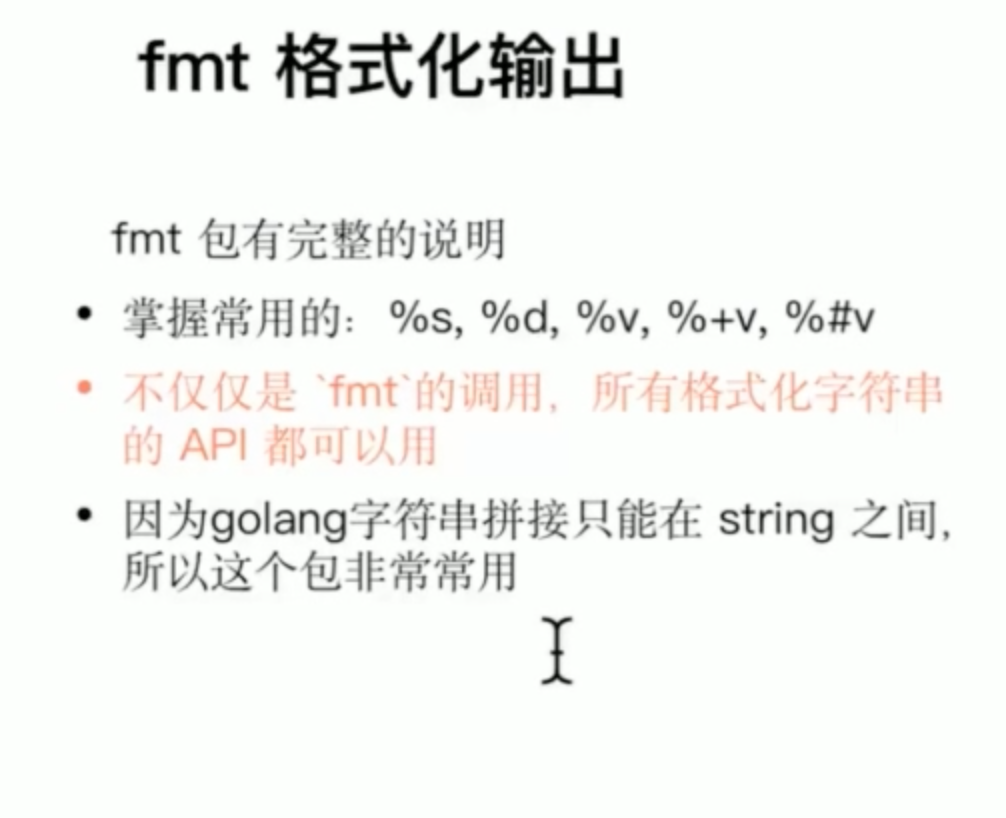 fmt 格式化输出
fmt 包有完整的说明
• 掌握常用的： %s, %d, %v, %+v, %#v
• 不仅仅是 `fmt`的调用，所有格式化字符串
的 API 都可以用
• 因为golang字符串拼接只能在 string 之间，
所以这个包非常常用